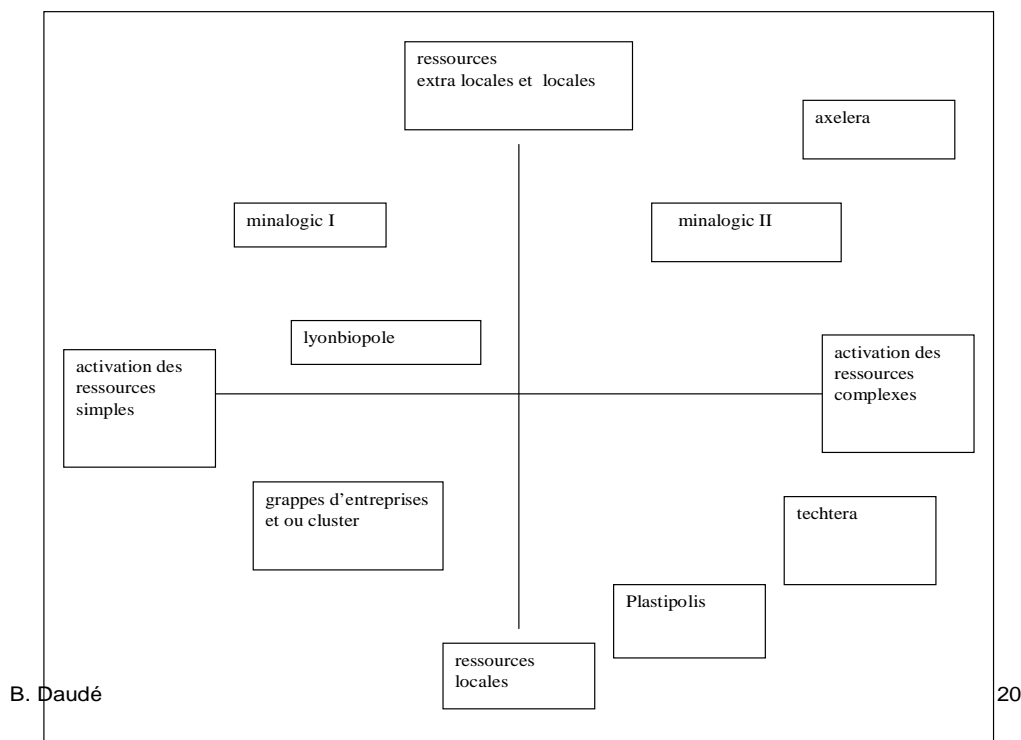 ressources
extra locales et locales
axelera
minalogic I
minalogic II
lyonbiopole
activation des
ressources
simples
activation des
ressources
complexes
grappes d'entreprises
et ou cluster
techtera
Plastipolis
ressources
locales
B. Daudé
20